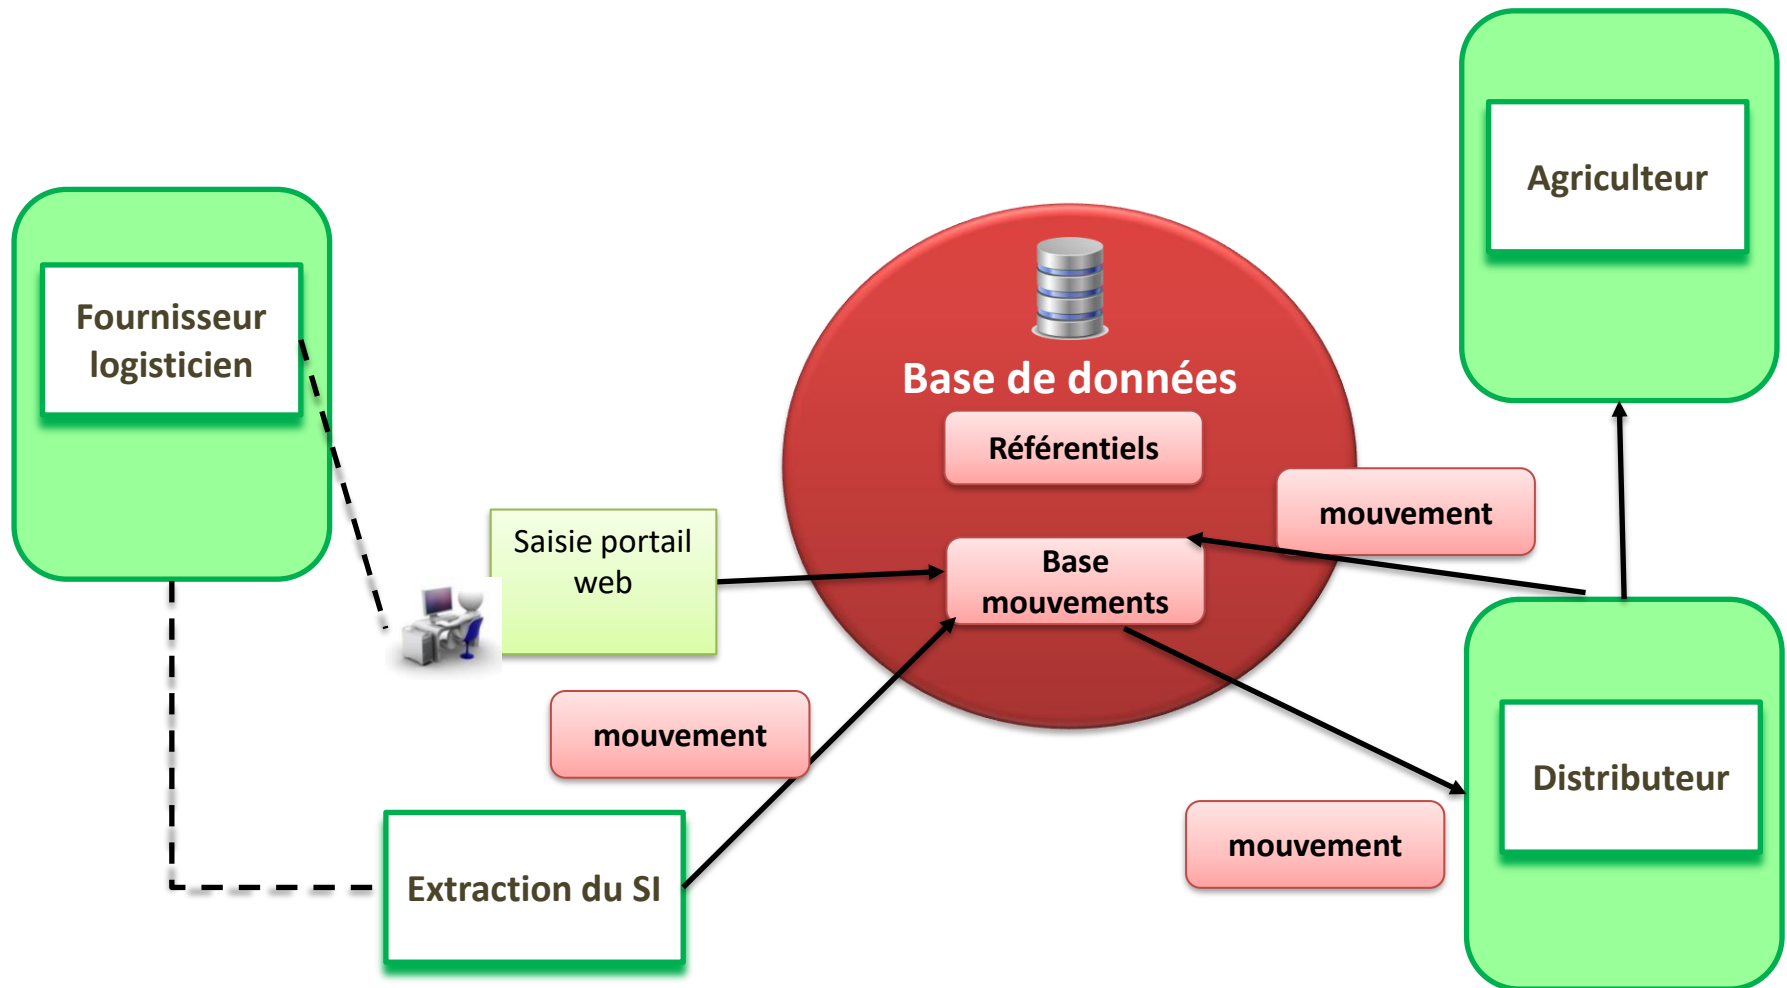 Agriculteur
Fournisseur
logisticien
Base de données
Référentiels
mouvement
Saisie portail
web
Base
mouvements
mouvement
Distributeur
mouvement
Extraction du SI